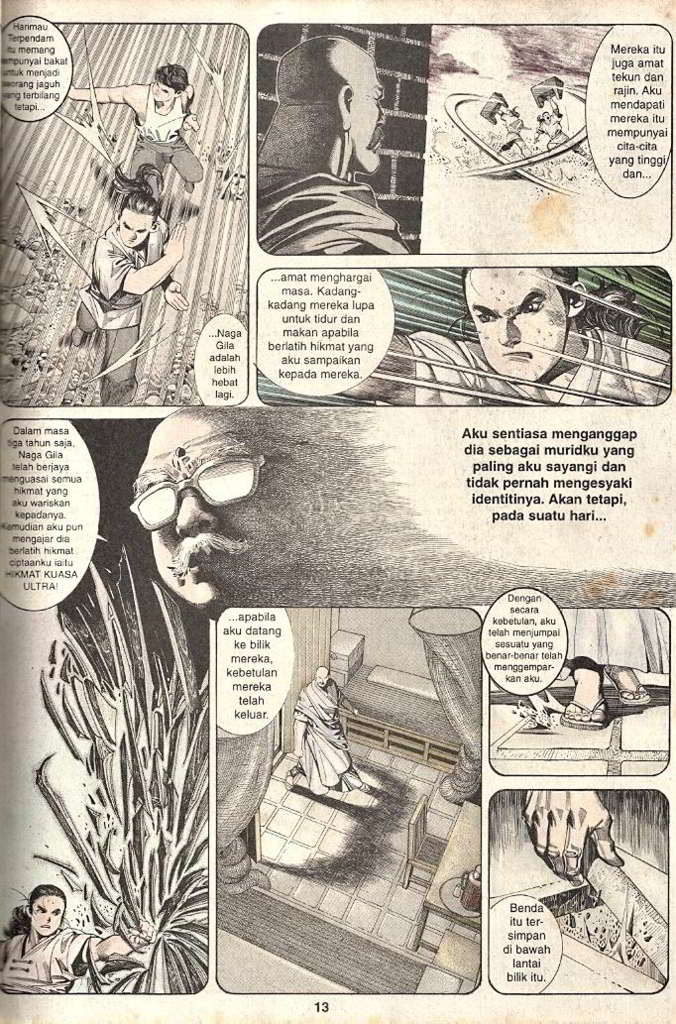 Harimau
Terpendam
itu memang
mempunyai bakat
untuk menjadi
seorang jaguh
yang terbilang
tetapi...
...Naga
Gila
adalah
lebih
hebat
lagi.
Mereka itu
juga amat
tekun dan
rajin. Aku
mendapati
mereka itu
mempunyai
cita-cita
yang tinggi
dan...
...amat menghargai
masa. Kadang-
kadang mereka lupa
untuk tidur dan
makan apabila
berlatih hikmat yang
aku sampaikan
kepada mereka.
Dalam masa
tiga tahun saja,
Naga Gila
telah berjaya
menguasai semua
hikmat yang
aku wariskan
kepadanya.
Kemudian aku pun
mengajar dia
berlatih hikmat
ciptaanku iaitu
HIKMAT KUASA
ULTRA!
Aku sentiasa menganggap
dia sebagai muridku yang
paling aku sayangi dan
tidak pernah mengesyaki
identitinya. Akan tetapi,
pada suatu hari...
...apabila
aku datang
ke bilik
mereka,
kebetulan
mereka
telah
keluar.
Dengan
secara
kebetulan, aku
telah menjumpai
sesuatu yang
benar-benar telah
menggempar-
kan aku.
Benda
itu ter-
simpan
di bawah
lantai
bilik itu.
13